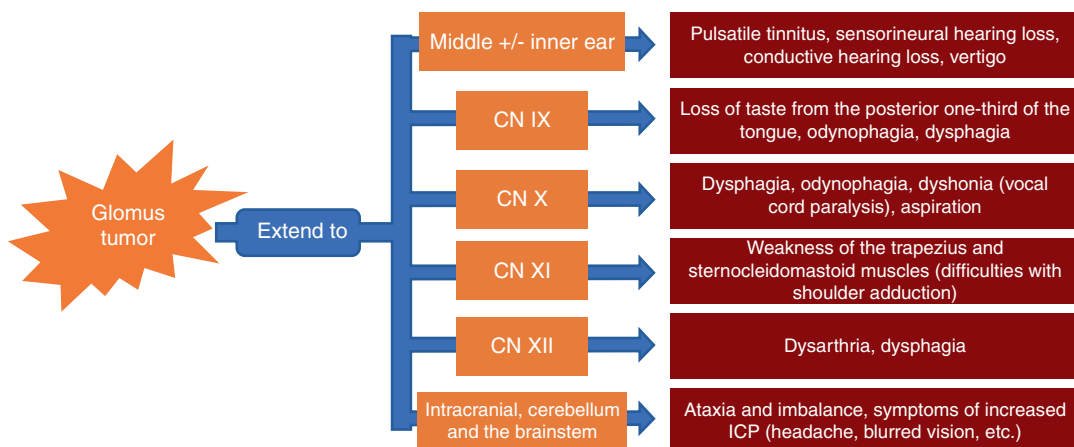 Glomus
tumor
Extend to
Middle +/- inner ear
Pulsatile tinnitus, sensorineural hearing loss,
conductive hearing loss, vertigo
CN IX
Loss of taste from the posterior one-third of the
tongue, odynophagia, dysphagia
CN X
Dysphagia, odynophagia, dyshonia (vocal
cord paralysis), aspiration
CN XI
Weakness of the trapezius and
sternocleidomastoid muscles (difficulties with
shoulder adduction)
CN XII
Dysarthria, dysphagia
Intracranial, cerebellum
and the brainstem
Ataxia and imbalance, symptoms of increased
ICP (headache, blurred vision, etc.)